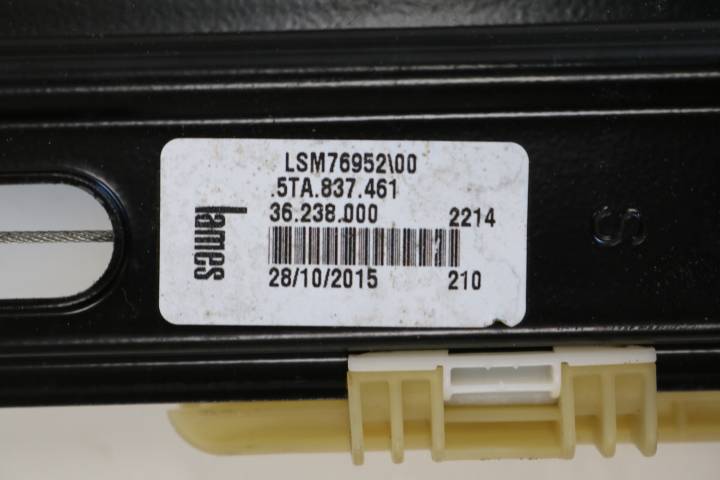 LSM76952\00
.5TA.837.461
36.238.000 2214
lames
28/10/2015 210
S